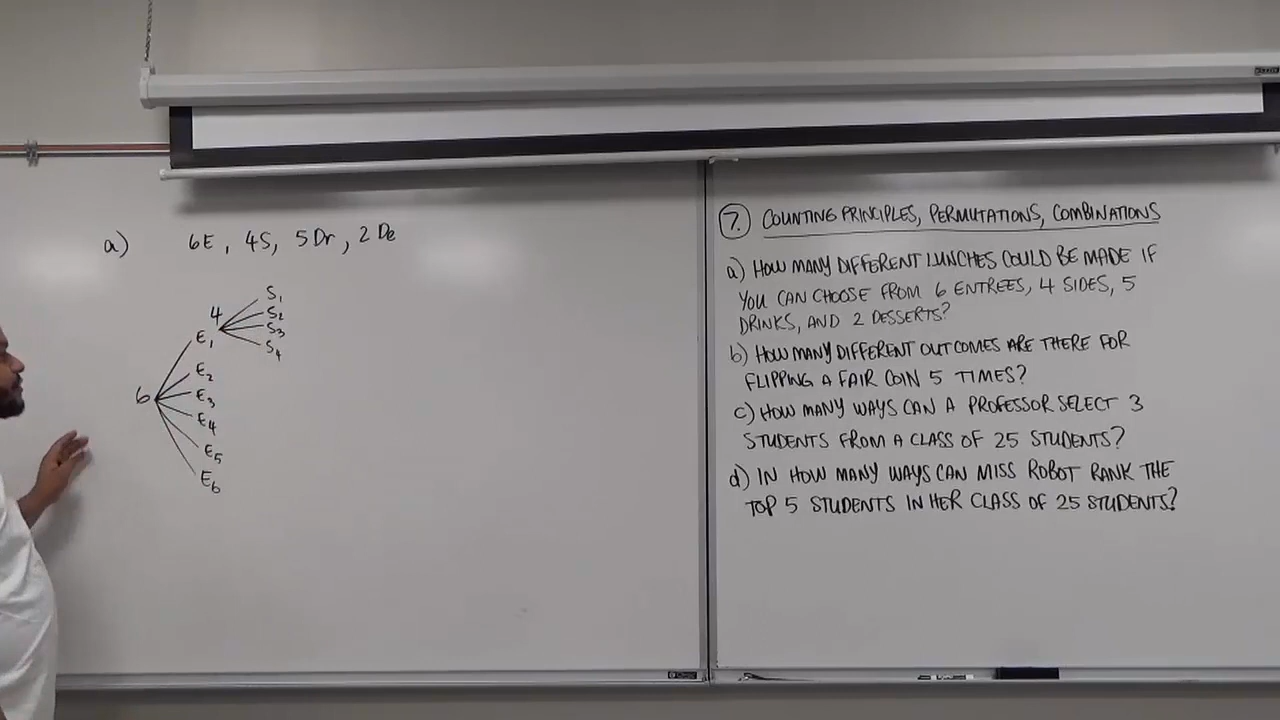 a) 6E, 4S, 5Dr, 2De
S1
4 S2
S3
E1 S4
E2
6 E3
E4
E5
E6
7. COUNTING PRINCIPLES, PERMUTATIONS, COMBINATIONS
a) HOW MANY DIFFERENT LUNCHES COULD BE MADE IF
YOU CAN CHOOSE FROM 6 ENTREES, 4 SIDES, 5
DRINKS, AND 2 DESSERTS?
b) HOW MANY DIFFERENT OUTCOMES ARE THERE FOR
FLIPPING A FAIR COIN 5 TIMES?
c) HOW MANY WAYS CAN A PROFESSOR SELECT 3
STUDENTS FROM A CLASS OF 25 STUDENTS?
d) IN HOW MANY WAYS CAN MISS ROBOT RANK THE
TOP 5 STUDENTS IN HER CLASS OF 25 STUDENTS?